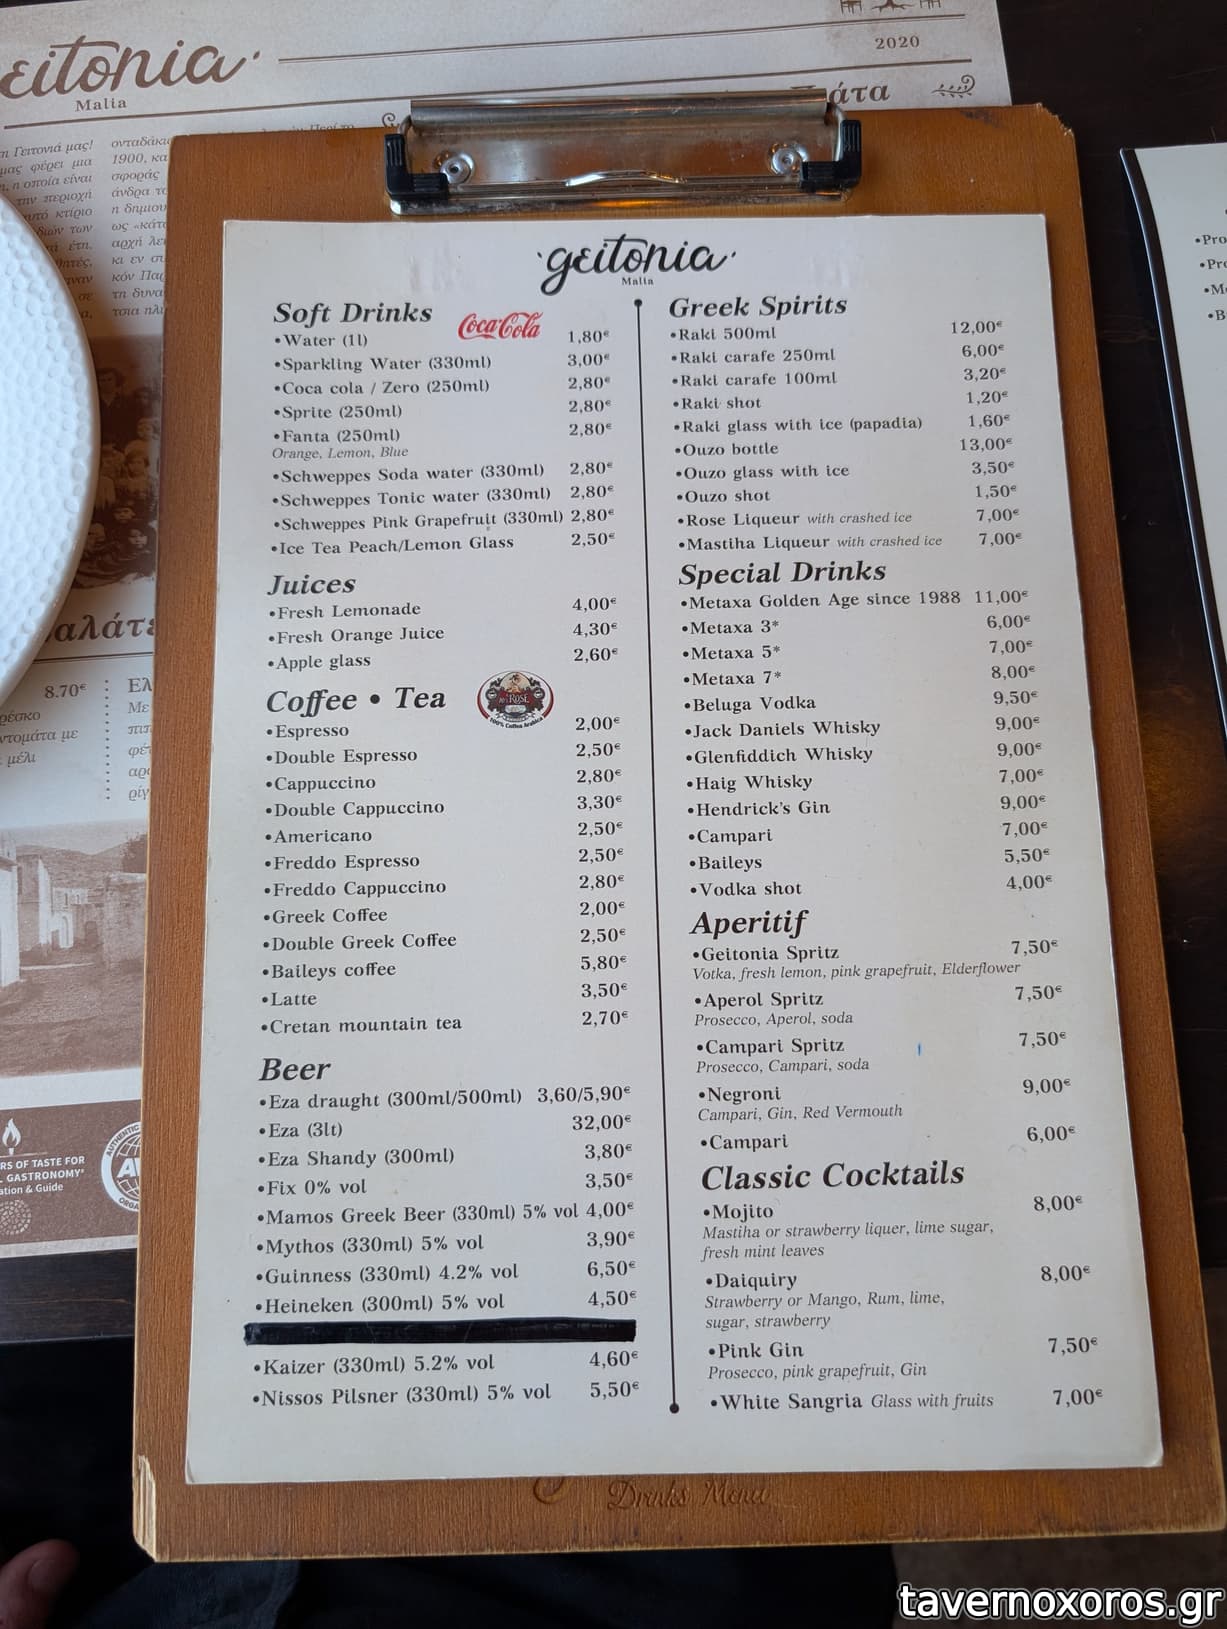 geitonia
Malia
2020
geitonia
Malia
Soft Drinks
Coca-Cola
•Water (1l) 1,80€
•Sparkling Water (330ml) 3,00€
•Coca cola / Zero (250ml) 2,80€
•Sprite (250ml) 2,80€
•Fanta (250ml) 2,80€
Orange, Lemon, Blue
•Schweppes Soda water (330ml) 2,80€
•Schweppes Tonic water (330ml) 2,80€
•Schweppes Pink Grapefruit (330ml) 2,80€
•Ice Tea Peach/Lemon Glass 2,50€
Juices
•Fresh Lemonade 4,00€
•Fresh Orange Juice 4,30€
•Apple glass 2,60€
Coffee • Tea
ROSE
100% Coffea Arabica
•Espresso 2,00€
•Double Espresso 2,50€
•Cappuccino 2,80€
•Double Cappuccino 3,30€
•Americano 2,50€
•Freddo Espresso 2,50€
•Freddo Cappuccino 2,80€
•Greek Coffee 2,00€
•Double Greek Coffee 2,50€
•Baileys coffee 5,80€
•Latte 3,50€
•Cretan mountain tea 2,70€
Beer
•Eza draught (300ml/500ml) 3,60/5,90€
•Eza (3lt) 32,00€
•Eza Shandy (300ml) 3,80€
•Fix 0% vol 3,50€
•Mamos Greek Beer (330ml) 5% vol 4,00€
•Mythos (330ml) 5% vol 3,90€
•Guinness (330ml) 4.2% vol 6,50€
•Heineken (300ml) 5% vol 4,50€
•Kaizer (330ml) 5.2% vol 4,60€
•Nissos Pilsner (330ml) 5% vol 5,50€
Greek Spirits
•Raki 500ml 12,00€
•Raki carafe 250ml 6,00€
•Raki carafe 100ml 3,20€
•Raki shot 1,20€
•Raki glass with ice (papadia) 1,60€
•Ouzo bottle 13,00€
•Ouzo glass with ice 3,50€
•Ouzo shot 1,50€
•Rose Liqueur with crashed ice 7,00€
•Mastiha Liqueur with crashed ice 7,00€
Special Drinks
•Metaxa Golden Age since 1988 11,00€
•Metaxa 3* 6,00€
•Metaxa 5* 7,00€
•Metaxa 7* 8,00€
•Beluga Vodka 9,50€
•Jack Daniels Whisky 9,00€
•Glenfiddich Whisky 9,00€
•Haig Whisky 7,00€
•Hendrick's Gin 9,00€
•Campari 7,00€
•Baileys 5,50€
•Vodka shot 4,00€
Aperitif
•Geitonia Spritz 7,50€
Votka, fresh lemon, pink grapefruit, Elderflower
•Aperol Spritz 7,50€
Prosecco, Aperol, soda
•Campari Spritz 7,50€
Prosecco, Campari, soda
•Negroni 9,00€
Campari, Gin, Red Vermouth
•Campari 6,00€
Classic Cocktails
•Mojito 8,00€
Mastiha or strawberry liquer, lime sugar,
fresh mint leaves
•Daiquiry 8,00€
Strawberry or Mango, Rum, lime,
sugar, strawberry
•Pink Gin 7,50€
Prosecco, pink grapefruit, Gin
•White Sangria Glass with fruits 7,00€
Drinks Menu
8.70€
RS OF TASTE FOR
L GASTRONOMY'
ation & Guide
tavernoxoros.gr